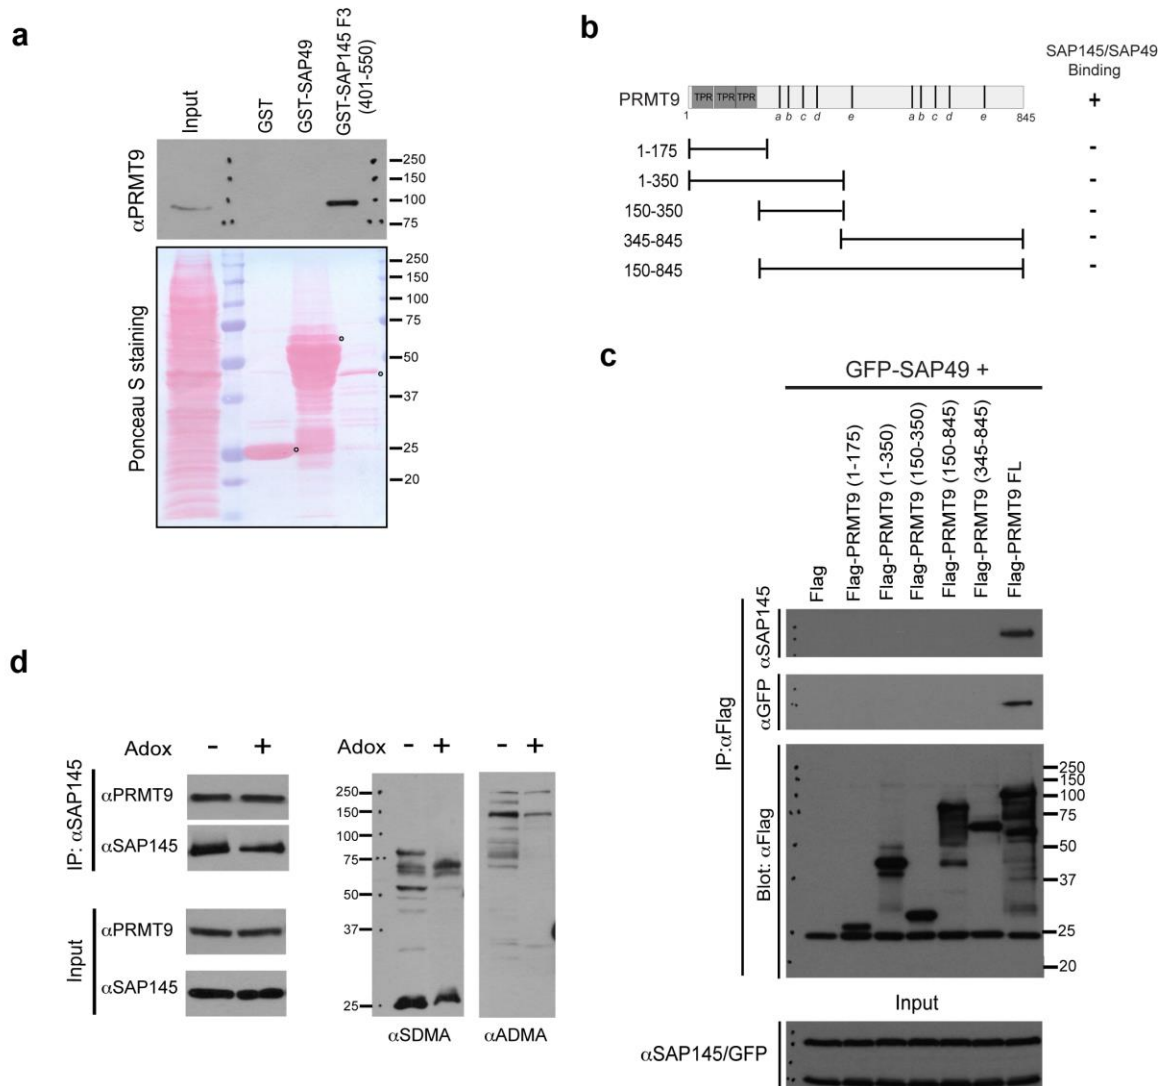 a
Input
GST
GST-SAP49
GST-SAP145 F3
(401-550)
αPRMT9
250
150
100
75
Ponceau S staining
250
150
100
75
50
37
25
20
b
SAP145/SAP49
Binding
PRMT9
TPR TPR TPR
+
1 a b c d e a b c d e 845
1-175 -
1-350 -
150-350 -
345-845 -
150-845 -
c
GFP-SAP49 +
Flag
Flag-PRMT9 (1-175)
Flag-PRMT9 (1-350)
Flag-PRMT9 (150-350)
Flag-PRMT9 (150-845)
Flag-PRMT9 (345-845)
Flag-PRMT9 FL
IP:αFlag
αSAP145
αGFP
Blot: αFlag
250
150
100
75
50
37
25
20
Input
αSAP145/GFP
d
Adox - +
IP: αSAP145
αPRMT9
αSAP145
Input
αPRMT9
αSAP145
Adox - + - +
250
150
100
75
50
37
25
αSDMA αADMA